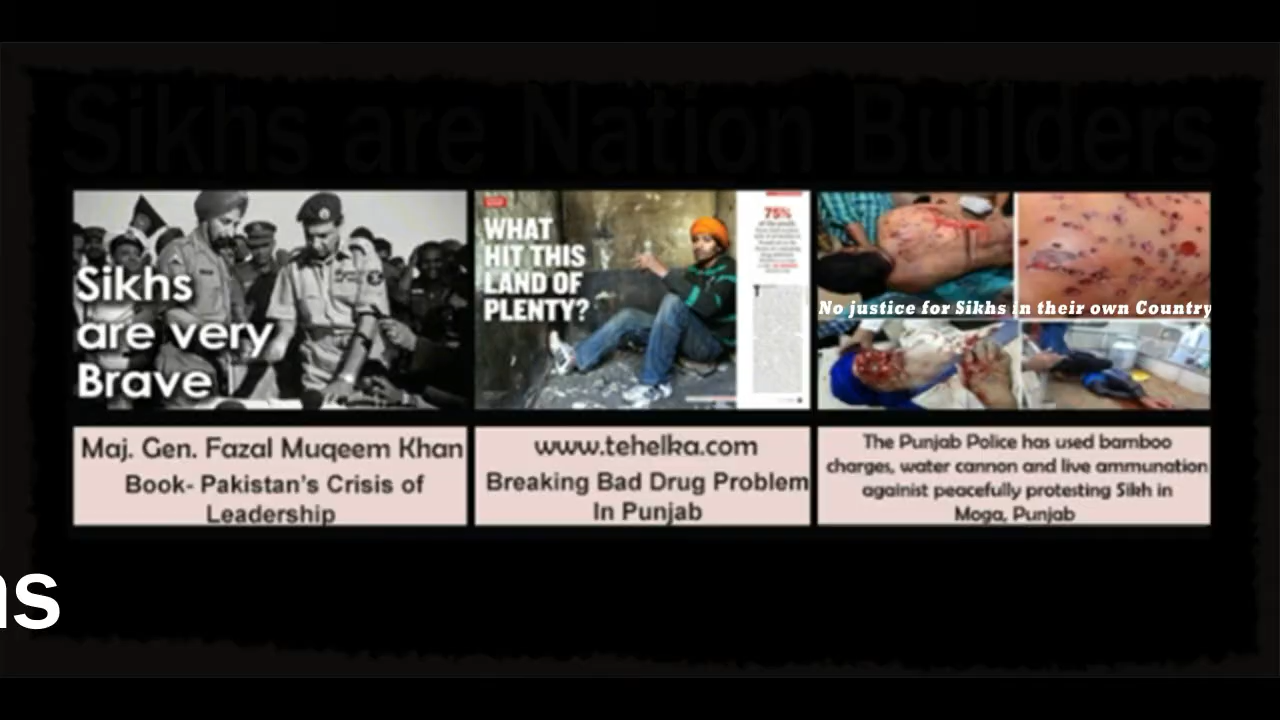 Sikhs are Nation Builders
Sikhs
are very
Brave
WHAT
HIT THIS
LAND OF
PLENTY?
75%
No justice for Sikhs in their own Country
Maj. Gen. Fazal Muqeem Khan
Book- Pakistan's Crisis of
Leadership
www.tehelka.com
Breaking Bad Drug Problem
In Punjab
The Punjab Police has used bamboo
charges, water cannon and live ammunation
againist peacefully protesting Sikh in
Moga, Punjab